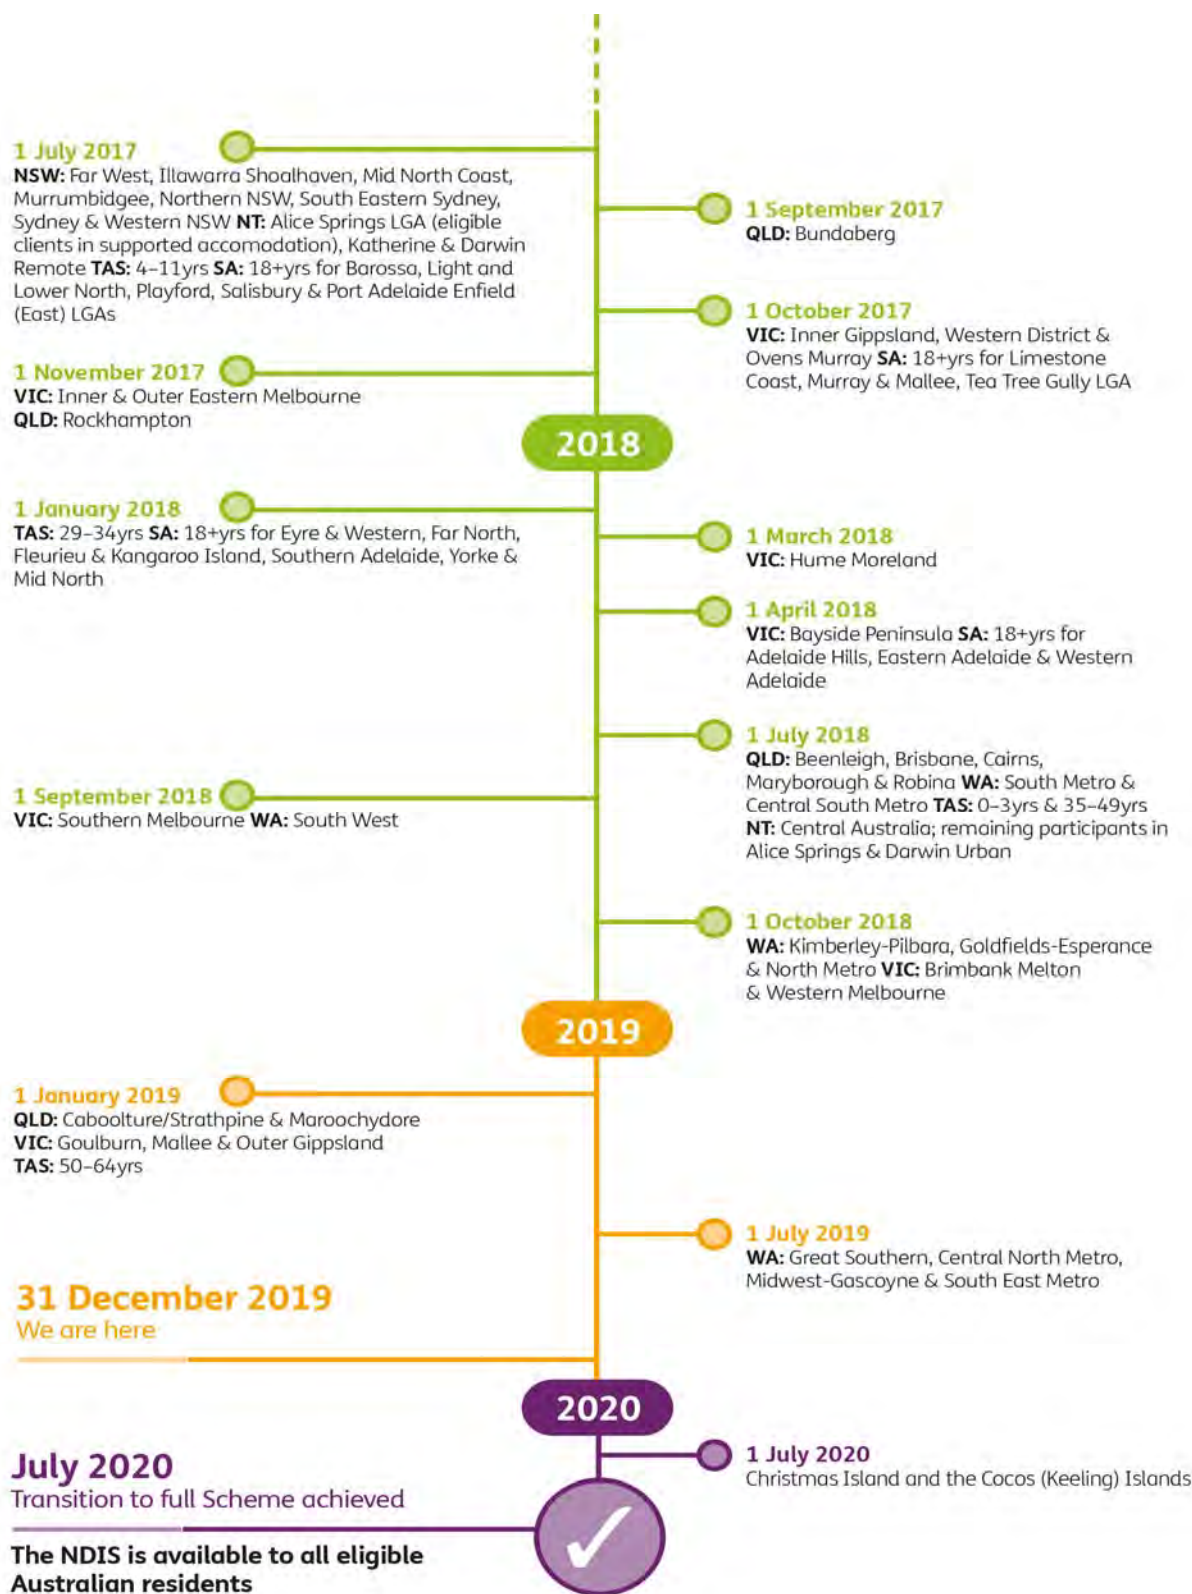 1 July 2017
NSW: Far West, Illawarra Shoalhaven, Mid North Coast,
Murrumbidgee, Northern NSW, South Eastern Sydney,
Sydney & Western NSW NT: Alice Springs LGA (eligible
clients in supported accomodation), Katherine & Darwin
Remote TAS: 4–11yrs SA: 18+yrs for Barossa, Light and
Lower North, Playford, Salisbury & Port Adelaide Enfield
(East) LGAs
1 September 2017
QLD: Bundaberg
1 October 2017
VIC: Inner Gippsland, Western District &
Ovens Murray SA: 18+yrs for Limestone
Coast, Murray & Mallee, Tea Tree Gully LGA
1 November 2017
VIC: Inner & Outer Eastern Melbourne
QLD: Rockhampton
2018
1 January 2018
TAS: 29–34yrs SA: 18+yrs for Eyre & Western, Far North,
Fleurieu & Kangaroo Island, Southern Adelaide, Yorke &
Mid North
1 March 2018
VIC: Hume Moreland
1 April 2018
VIC: Bayside Peninsula SA: 18+yrs for
Adelaide Hills, Eastern Adelaide & Western
Adelaide
1 July 2018
QLD: Beenleigh, Brisbane, Cairns,
Maryborough & Robina WA: South Metro &
Central South Metro TAS: 0–3yrs & 35–49yrs
NT: Central Australia; remaining participants in
Alice Springs & Darwin Urban
1 September 2018
VIC: Southern Melbourne WA: South West
1 October 2018
WA: Kimberley-Pilbara, Goldfields-Esperance
& North Metro VIC: Brimbank Melton
& Western Melbourne
2019
1 January 2019
QLD: Caboolture/Strathpine & Maroochydore
VIC: Goulburn, Mallee & Outer Gippsland
TAS: 50–64yrs
1 July 2019
WA: Great Southern, Central North Metro,
Midwest-Gascoyne & South East Metro
31 December 2019
We are here
2020
1 July 2020
Christmas Island and the Cocos (Keeling) Islands
July 2020
Transition to full Scheme achieved
The NDIS is available to all eligible
Australian residents